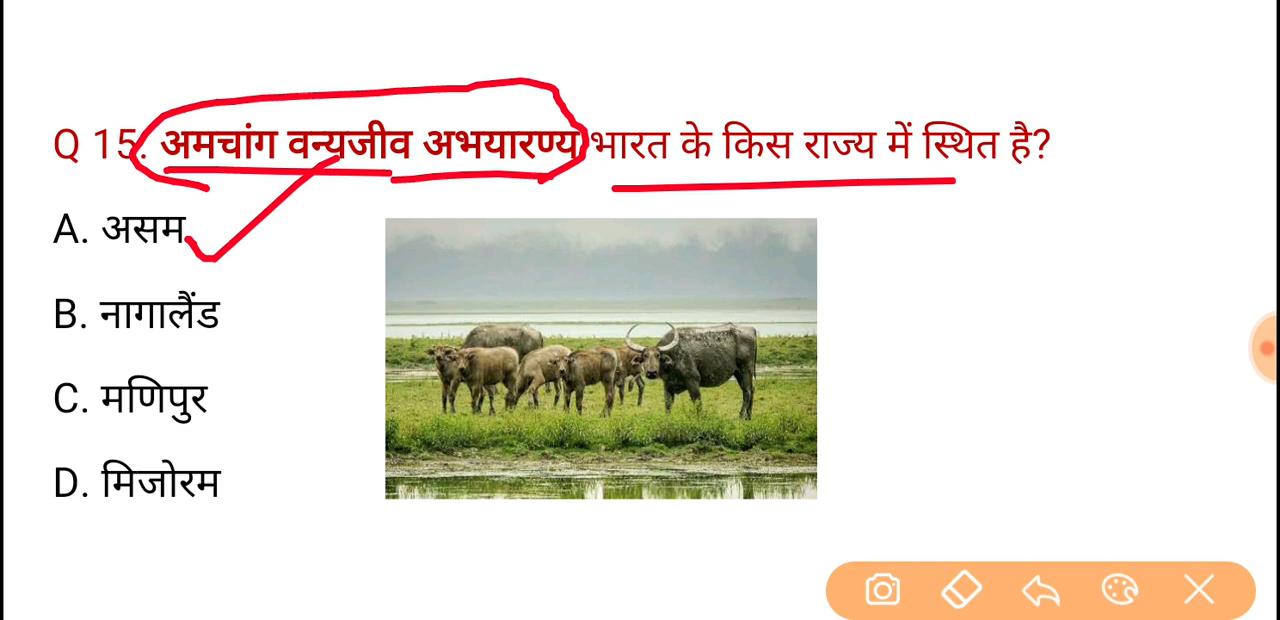 Q 15. अमचांग वन्यजीव अभयारण्य भारत के किस राज्य में स्थित है?
A. असम
B. नागालैंड
C. मणिपुर
D. मिजोरम